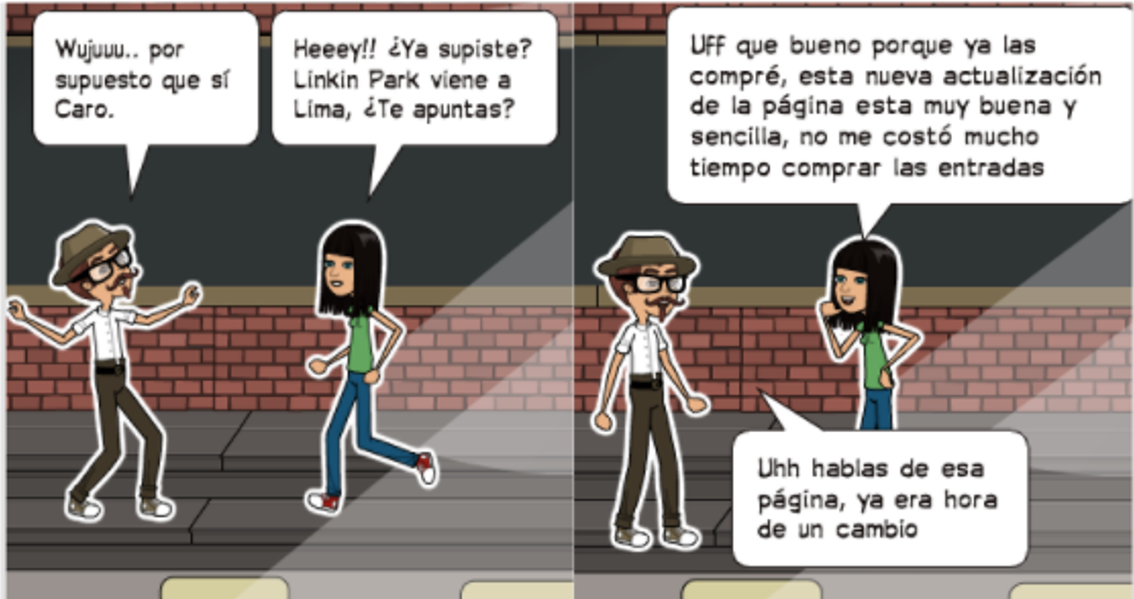 Wujuuu.. por
supuesto que sí
Caro.
Heeey!! ¿Ya supiste?
Linkin Park viene a
Lima, ¿Te apuntas?
Uff que bueno porque ya las
compré, esta nueva actualización
de la página esta muy buena y
sencilla, no me costó mucho
tiempo comprar las entradas
Uhh hablas de esa
página, ya era hora
de un cambio